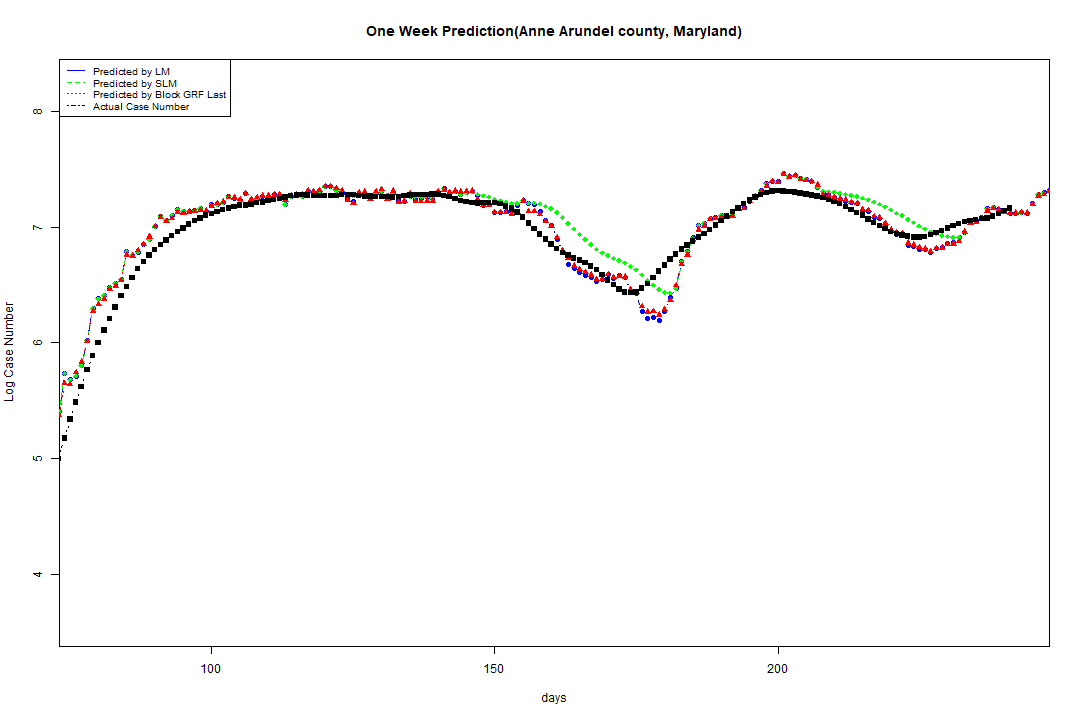 One Week Prediction(Anne Arundel county, Maryland)
Predicted by LM
Predicted by SLM
Predicted by Block GRF Last
Actual Case Number
8
7
6
5
4
Log Case Number
100
150
200
days